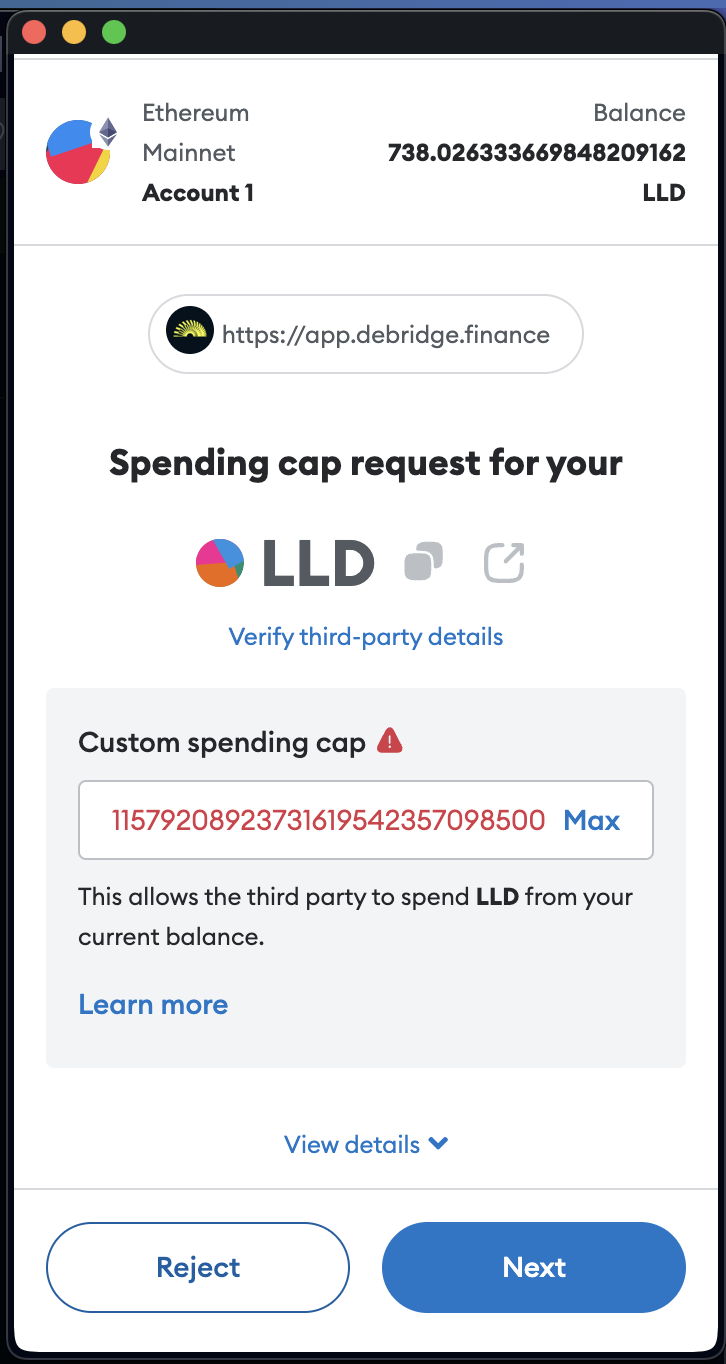 Ethereum
Mainnet
Account 1
Balance
738.026333669848209162
LLD
https://app.debridge.finance
Spending cap request for your
LLD
Verify third-party details
Custom spending cap
11579208923731619542357098500 Max
This allows the third party to spend LLD from your
current balance.
Learn more
View details
Reject
Next